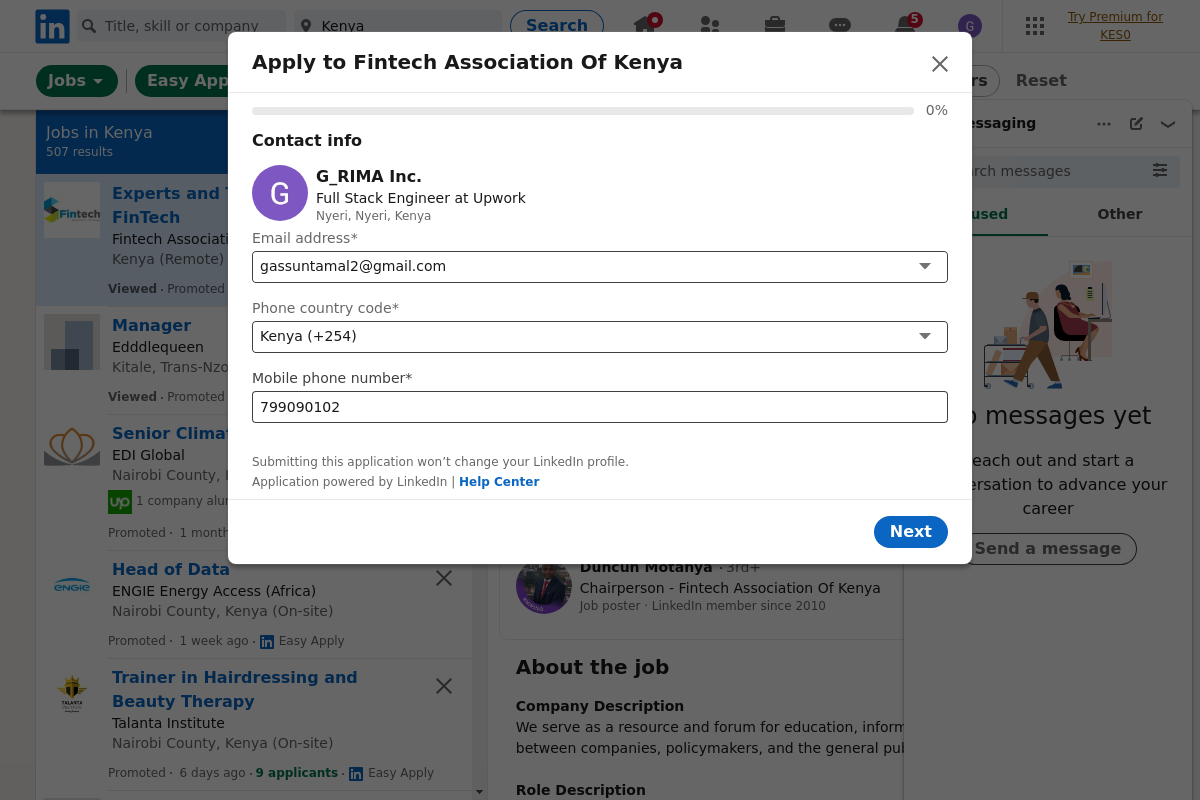 in
Title, skill or company
Kenya
Search
5
G
Try Premium for
KES0
Jobs
Easy App
rs
Reset
Apply to Fintech Association Of Kenya
0%
Contact info
G
G_RIMA Inc.
Full Stack Engineer at Upwork
Nyeri, Nyeri, Kenya
Email address*
gassuntamal2@gmail.com
Phone country code*
Kenya (+254)
Mobile phone number*
799090102
Submitting this application won’t change your LinkedIn profile.
Application powered by LinkedIn | Help Center
Next
Jobs in Kenya
507 results
Fintech
Experts and T
FinTech
Fintech Associati
Kenya (Remote)
Viewed · Promoted
Manager
Edddlequeen
Kitale, Trans-Nzo
Viewed · Promoted
Senior Climat
EDI Global
Nairobi County, K
up 1 company alum
Promoted · 1 month
ENGIE
Head of Data
ENGIE Energy Access (Africa)
Nairobi County, Kenya (On-site)
Promoted · 1 week ago · in Easy Apply
TALANTA
Trainer in Hairdressing and
Beauty Therapy
Talanta Institute
Nairobi County, Kenya (On-site)
Promoted · 6 days ago · 9 applicants · in Easy Apply
Duncun Motanya · 3rd+
Chairperson - Fintech Association Of Kenya
Job poster · LinkedIn member since 2010
About the job
Company Description
We serve as a resource and forum for education, inform
between companies, policymakers, and the general pub
Role Description
essaging
rch messages
used
Other
o messages yet
each out and start a
ersation to advance your
career
Send a message